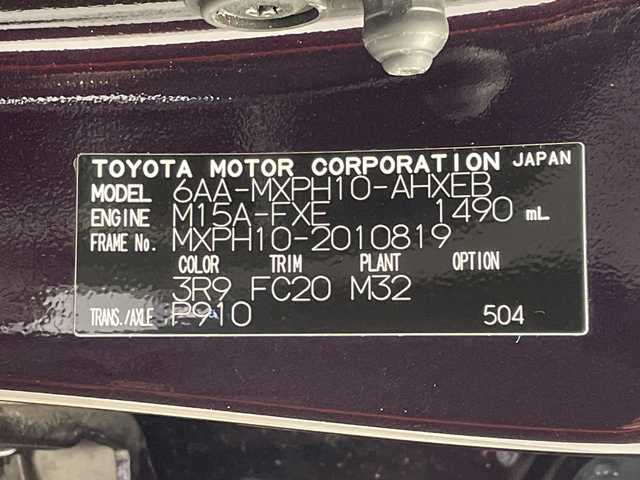 TOYOTA MOTOR CORPORATION JAPAN
MODEL 6AA-MXPH10-AHXEB
ENGINE M15A-FXE 1490 mL
FRAME No. MXPH10-2010819
COLOR TRIM PLANT OPTION
3R9 FC20 M32
TRANS./AXLE P910 504